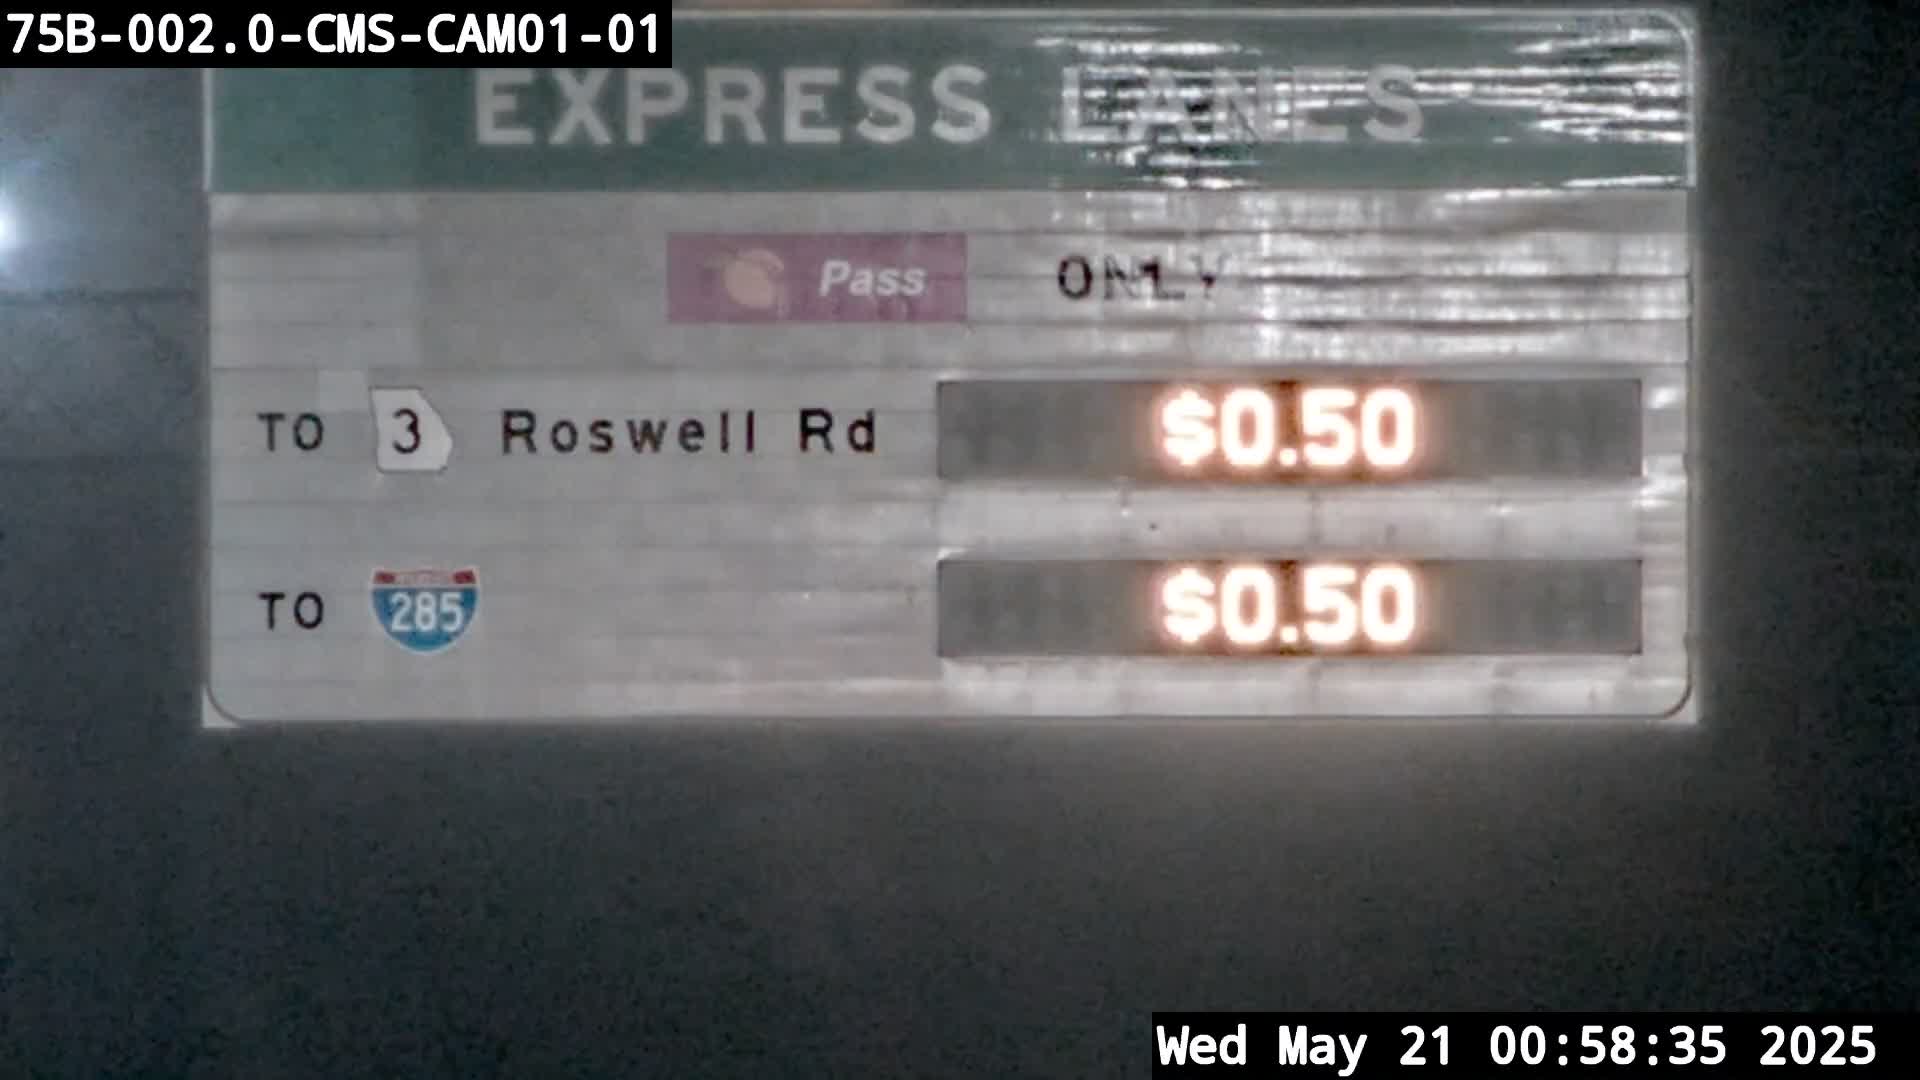 75B-002.0-CMS-CAM01-01
EXPRESS LANES
Pass ONLY
TO 3 Roswell Rd $0.50
TO 285 $0.50
Wed May 21 00:58:35 2025